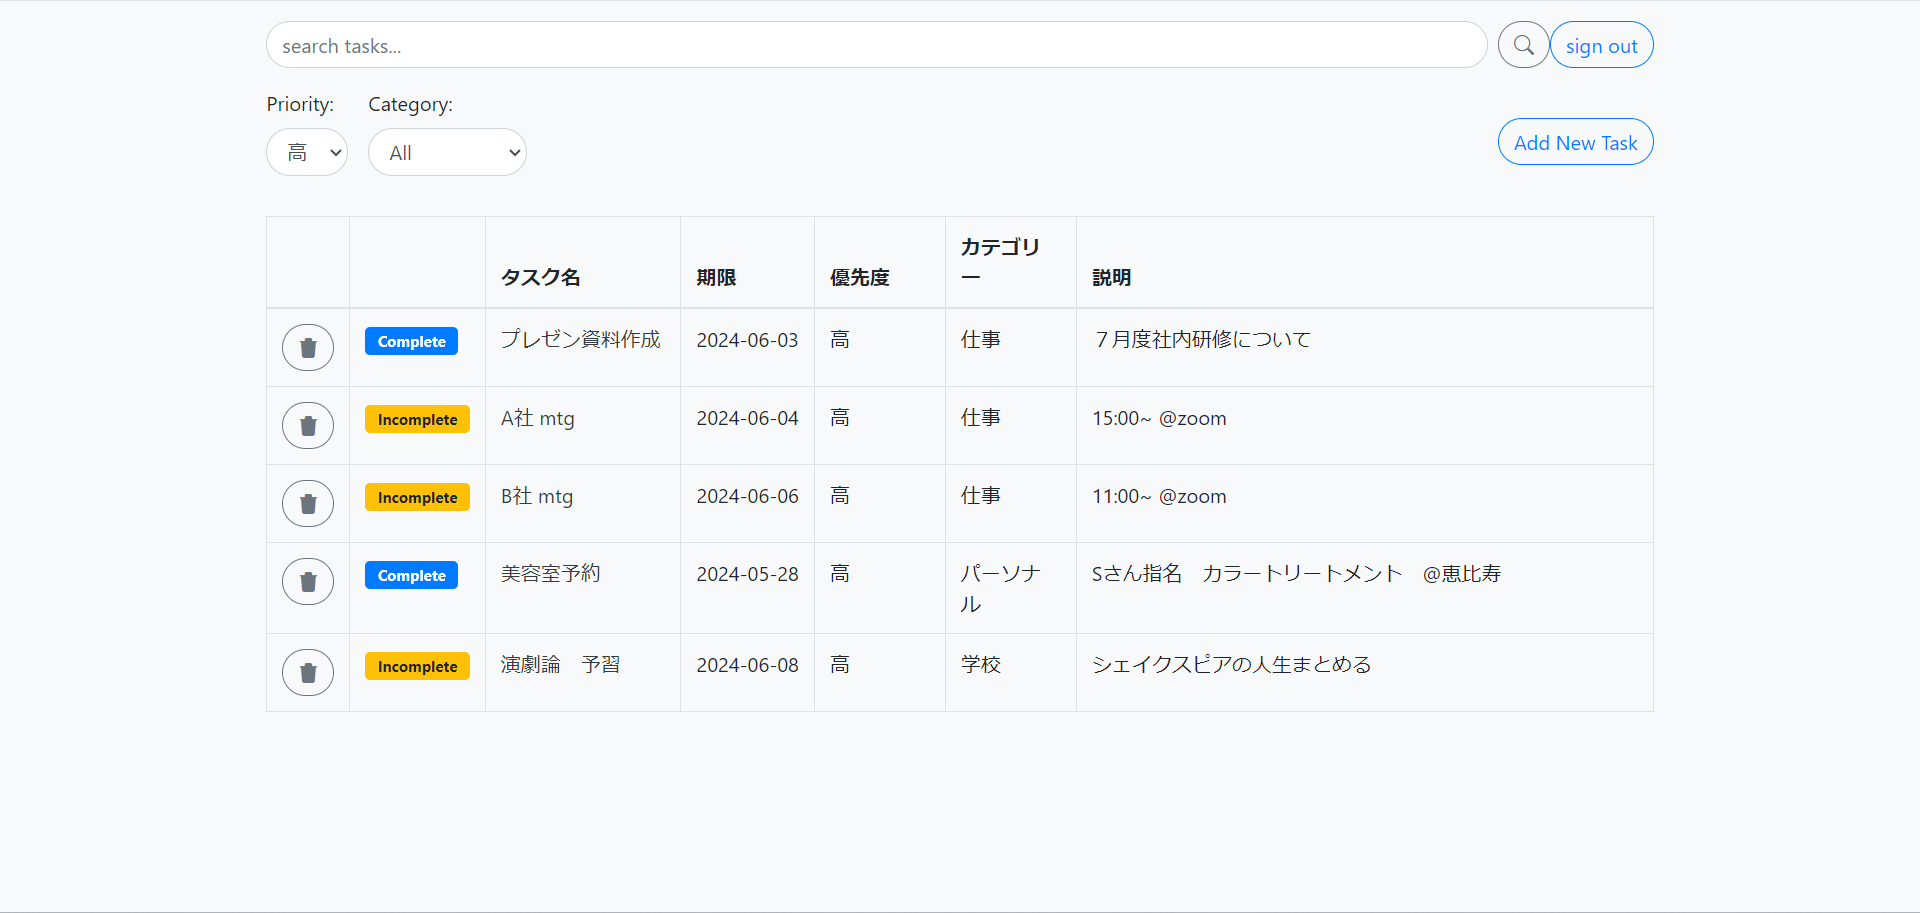 search tasks...
sign out
Priority: Category:
高 All
Add New Task
タスク名 期限 優先度 カテゴリー 説明
Complete プレゼン資料作成 2024-06-03 高 仕事 ７月度社内研修について
Incomplete A社 mtg 2024-06-04 高 仕事 15:00~ @zoom
Incomplete B社 mtg 2024-06-06 高 仕事 11:00~ @zoom
Complete 美容室予約 2024-05-28 高 パーソナル Sさん指名　カラートリートメント　@恵比寿
Incomplete 演劇論　予習 2024-06-08 高 学校 シェイクスピアの人生まとめる